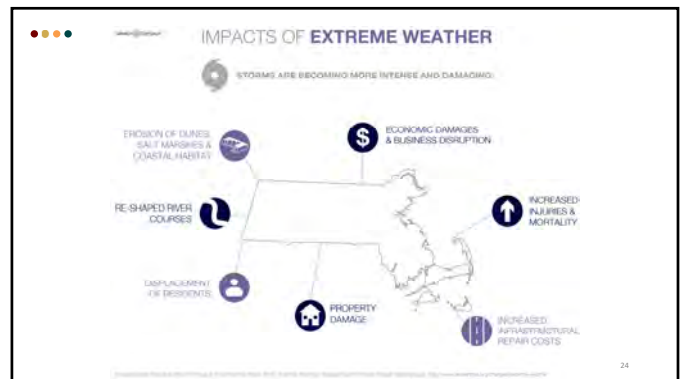 IMPACTS OF EXTREME WEATHER
STORMS ARE BECOMING MORE INTENSE AND DAMAGING.
EROSION OF DUNES,
SALT MARSHES &
COASTAL HABITAT
ECONOMIC DAMAGES
& BUSINESS DISRUPTION
RE-SHAPED RIVER
COURSES
INCREASED
INJURIES &
MORTALITY
DISPLACEMENT
OF RESIDENTS
PROPERTY
DAMAGE
INCREASED
INFRASTRUCTURAL
REPAIR COSTS
24